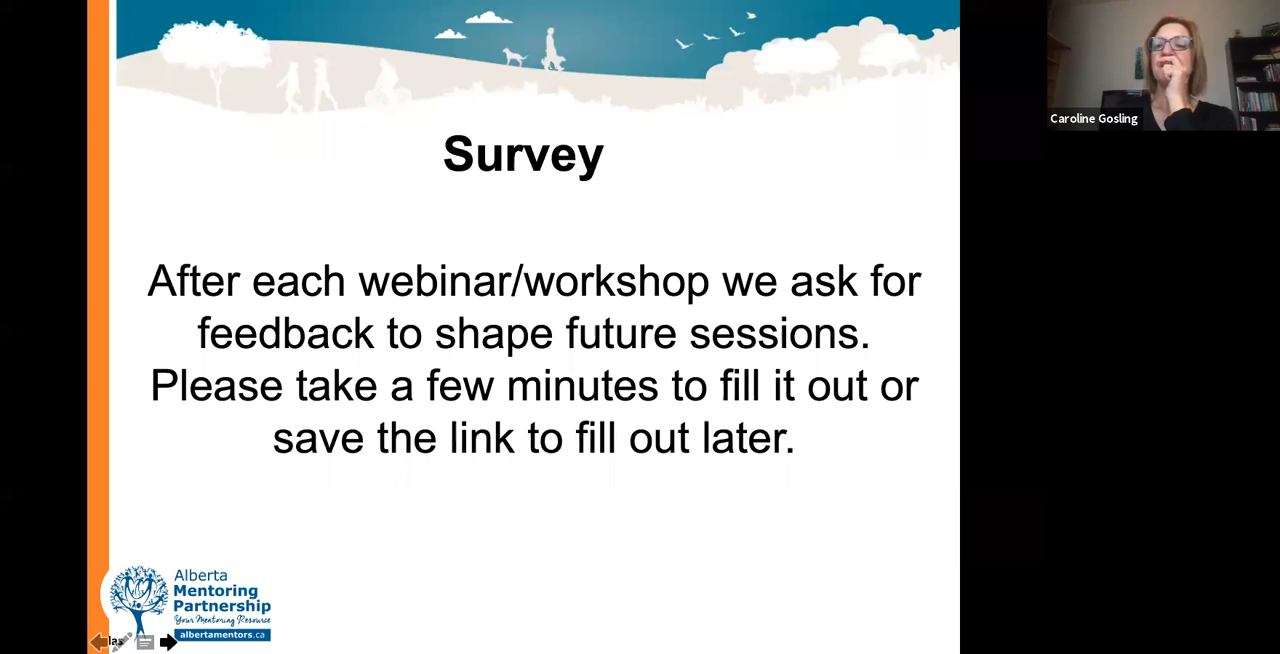 Survey
After each webinar/workshop we ask for
feedback to shape future sessions.
Please take a few minutes to fill it out or
save the link to fill out later.
Caroline Gosling
Alberta
Mentoring
Partnership
Your Mentoring Resource
albertamentors.ca
las